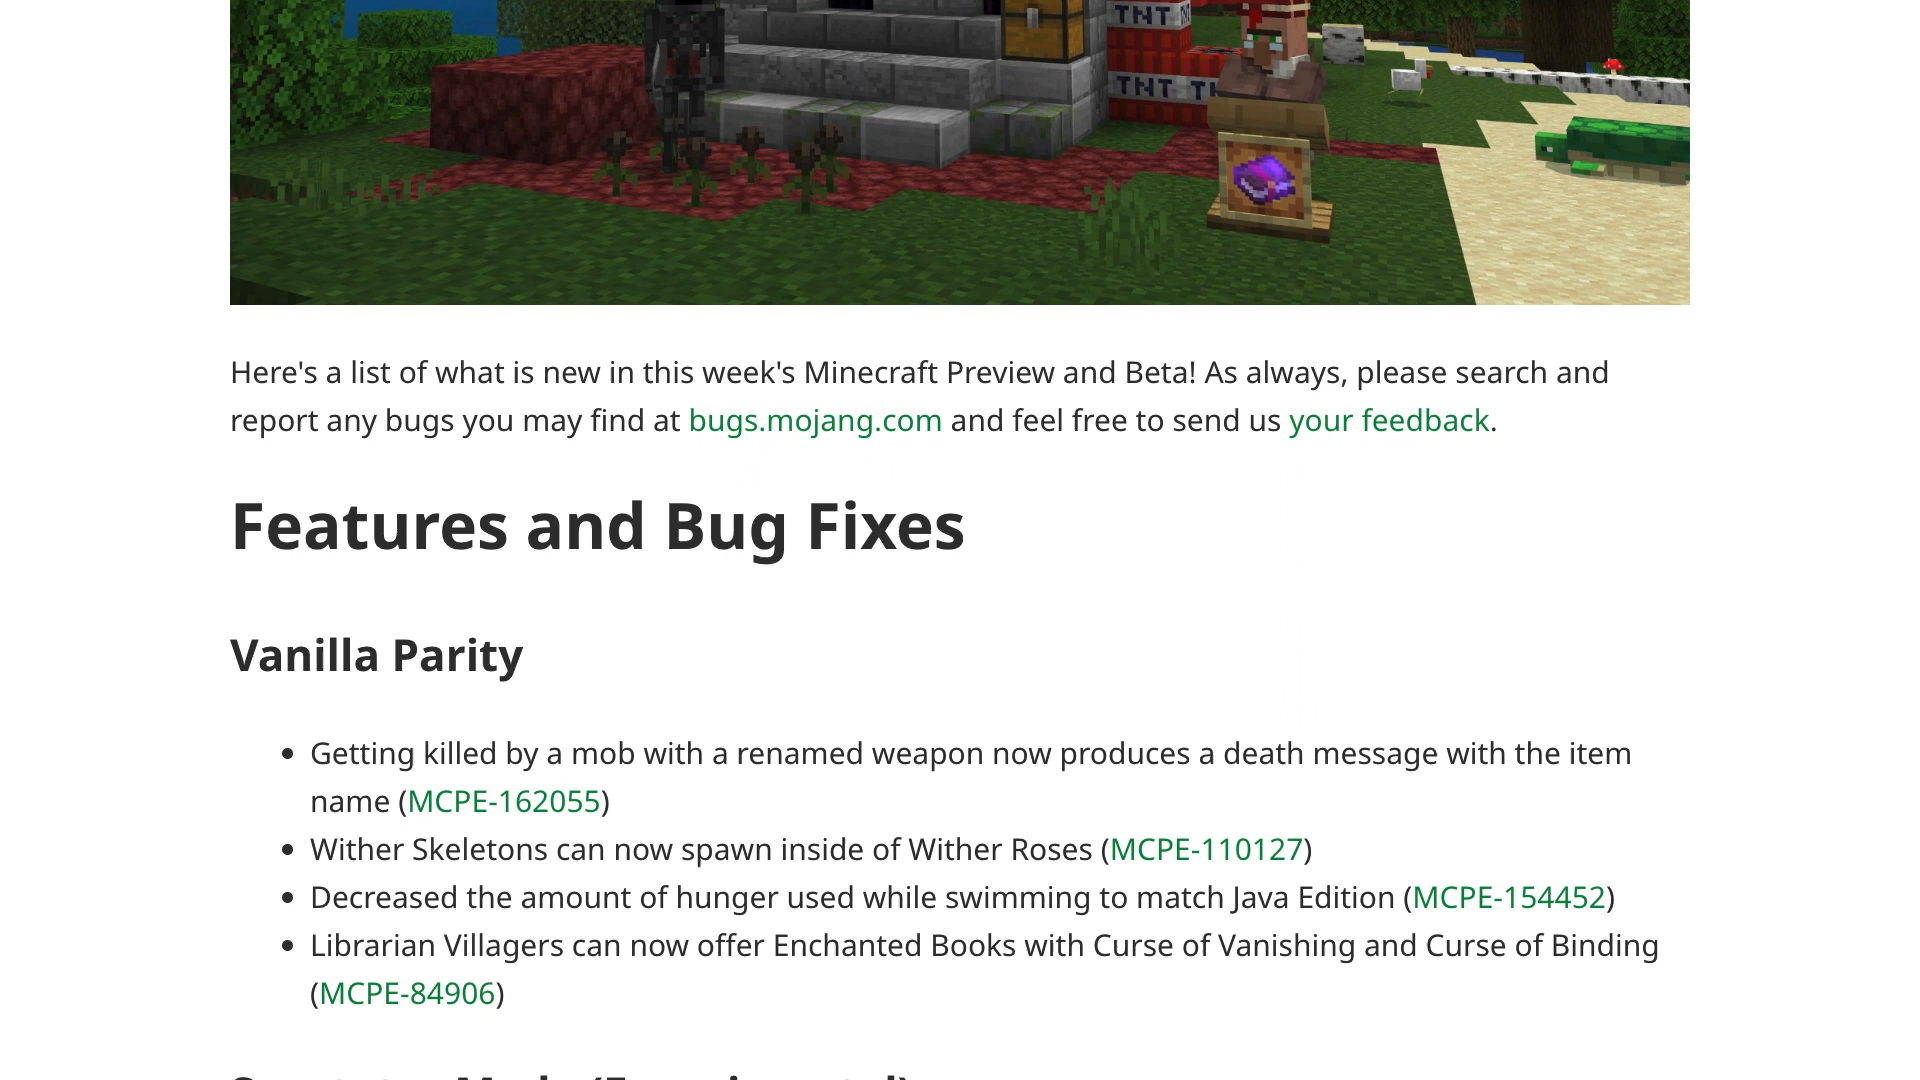 TNT
TNT
Here's a list of what is new in this week's Minecraft Preview and Beta! As always, please search and
report any bugs you may find at bugs.mojang.com and feel free to send us your feedback.
Features and Bug Fixes
Vanilla Parity
• Getting killed by a mob with a renamed weapon now produces a death message with the item
name (MCPE-162055)
• Wither Skeletons can now spawn inside of Wither Roses (MCPE-110127)
• Decreased the amount of hunger used while swimming to match Java Edition (MCPE-154452)
• Librarian Villagers can now offer Enchanted Books with Curse of Vanishing and Curse of Binding
(MCPE-84906)